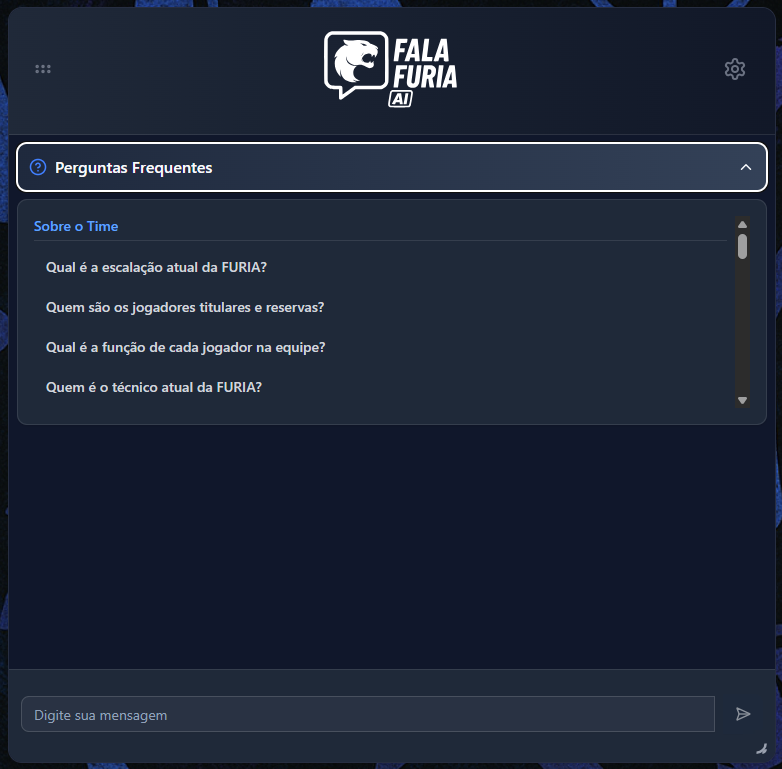 FALA
FURIA
AI
Perguntas Frequentes
Sobre o Time
Qual é a escalação atual da FURIA?
Quem são os jogadores titulares e reservas?
Qual é a função de cada jogador na equipe?
Quem é o técnico atual da FURIA?
Digite sua mensagem